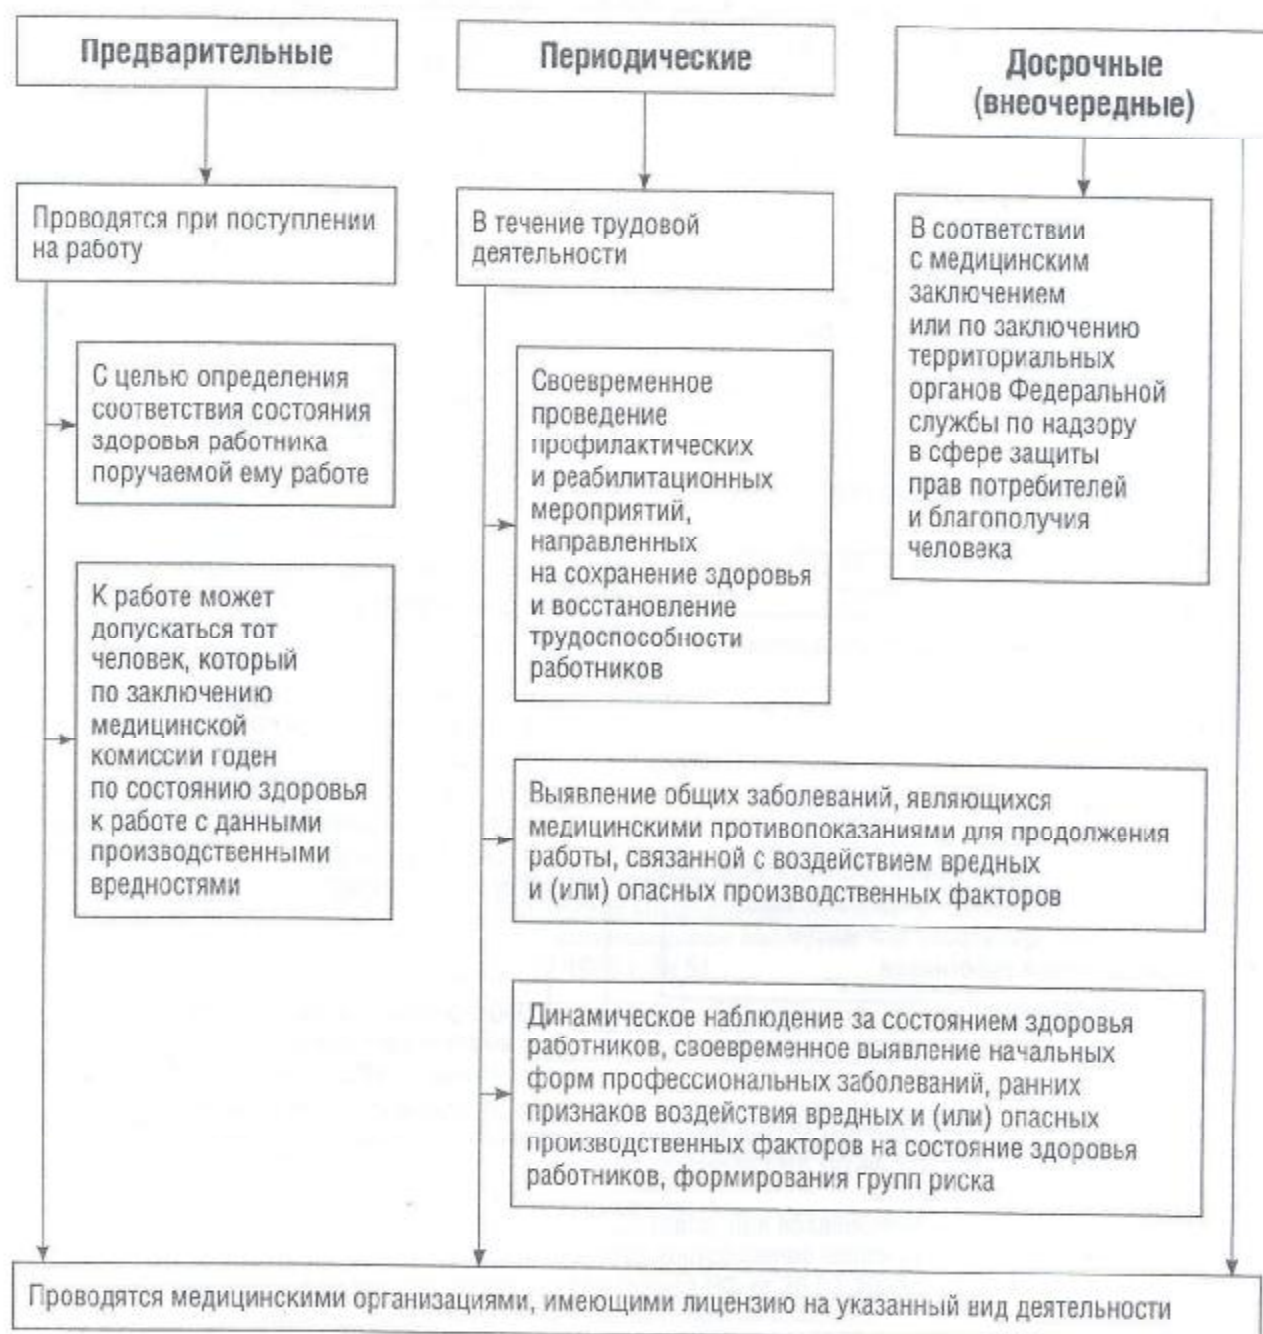 Предварительные
Проводятся при поступлении
на работу
С целью определения
соответствия состояния
здоровья работника
поручаемой ему работе
К работе может
допускаться тот
человек, который
по заключению
медицинской
комиссии годен
по состоянию здоровья
к работе с данными
производственными
вредностями
Периодические
В течение трудовой
деятельности
Своевременное
проведение
профилактических
и реабилитационных
мероприятий,
направленных
на сохранение здоровья
и восстановление
трудоспособности
работников
Выявление общих заболеваний, являющихся
медицинскими противопоказаниями для продолжения
работы, связанной с воздействием вредных
и (или) опасных производственных факторов
Динамическое наблюдение за состоянием здоровья
работников, своевременное выявление начальных
форм профессиональных заболеваний, ранних
признаков воздействия вредных и (или) опасных
производственных факторов на состояние здоровья
работников, формирования групп риска
Досрочные
(внеочередные)
В соответствии
с медицинским
заключением
или по заключению
территориальных
органов Федеральной
службы по надзору
в сфере защиты
прав потребителей
и благополучия
человека
Проводятся медицинскими организациями, имеющими лицензию на указанный вид деятельности